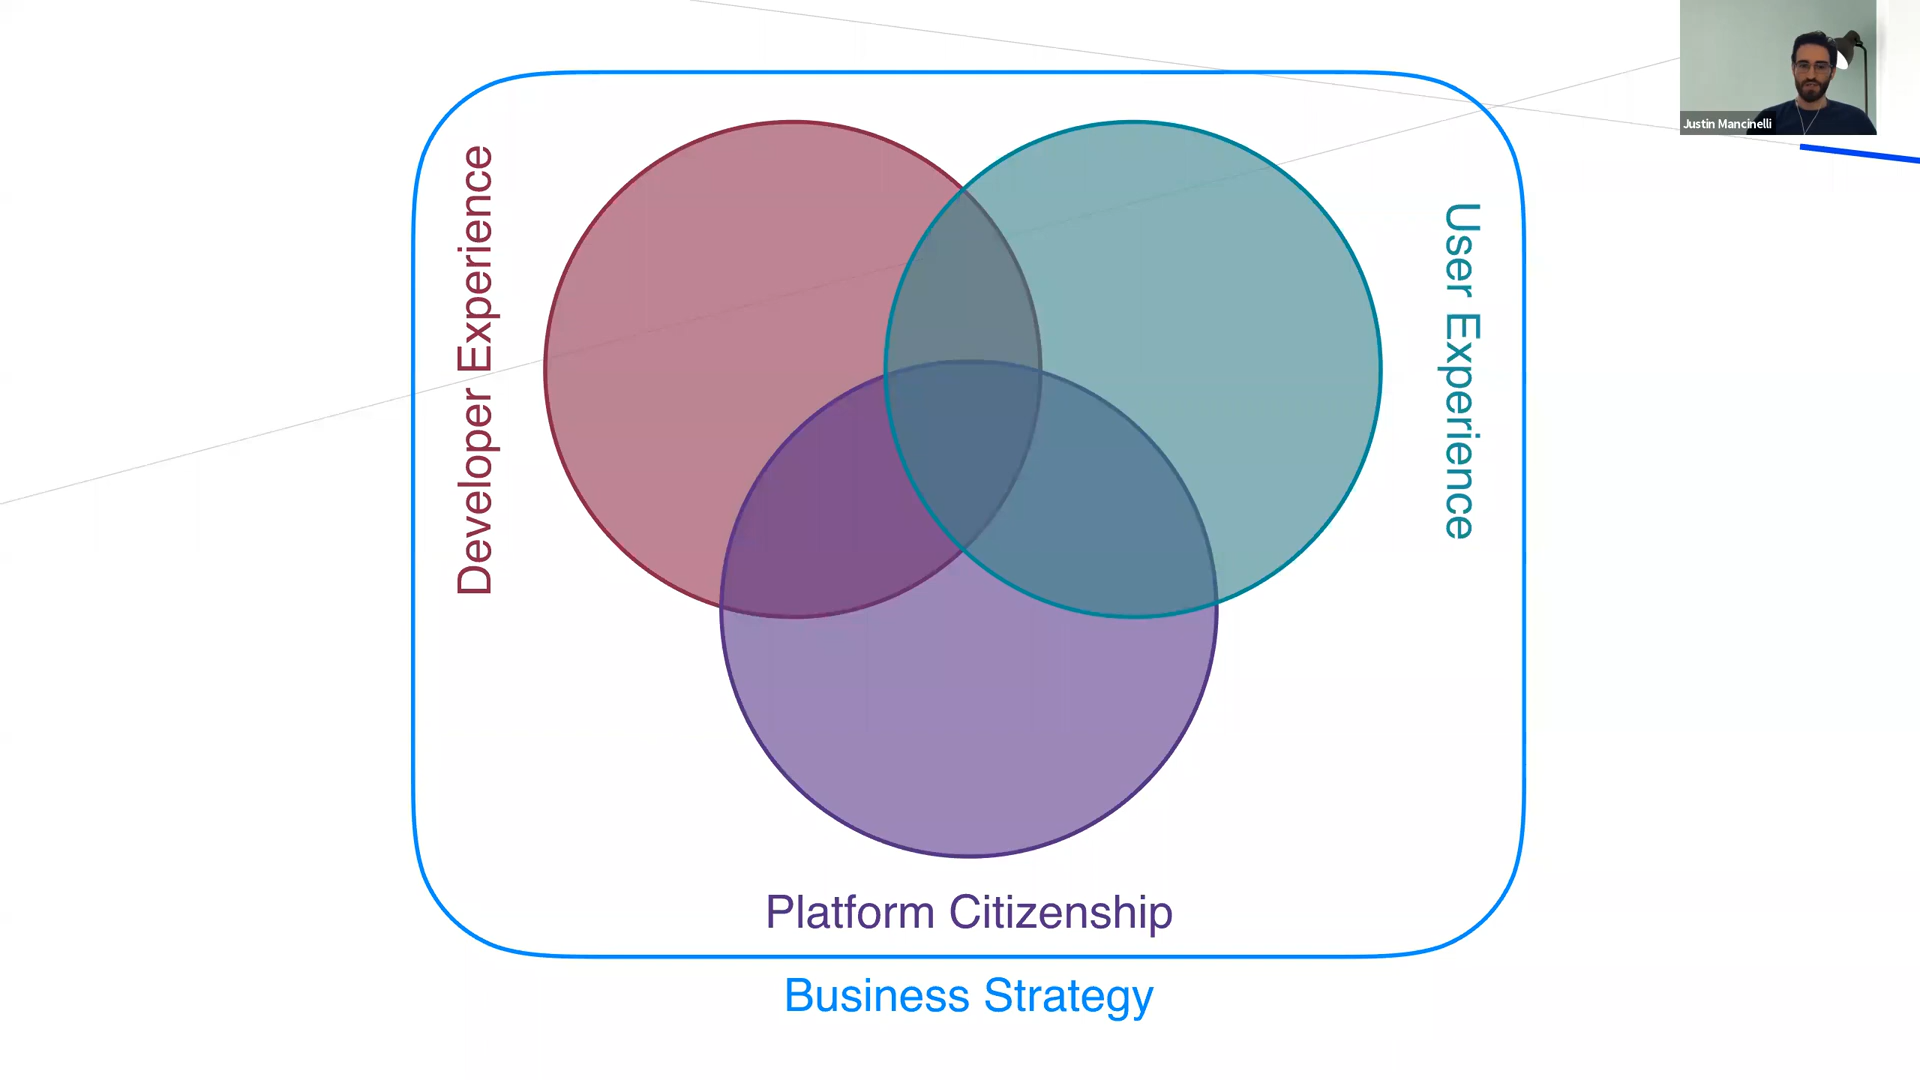 Justin Mancinelli
Developer Experience
User Experience
Platform Citizenship
Business Strategy